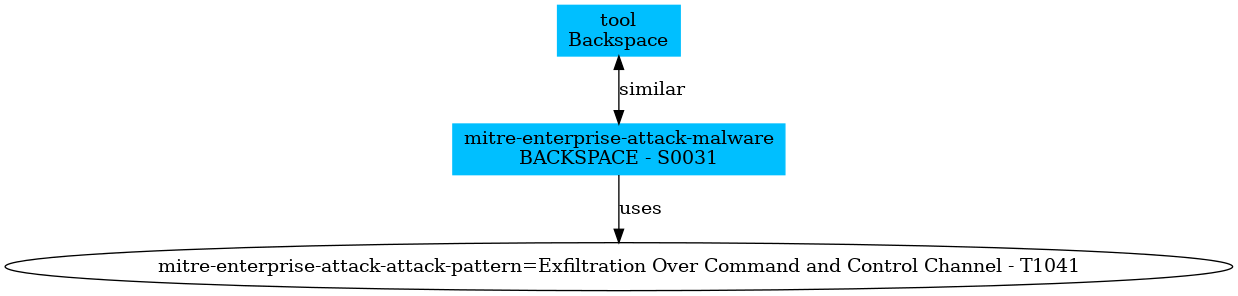 tool
Backspace
similar
mitre-enterprise-attack-malware
BACKSPACE - S0031
uses
mitre-enterprise-attack-attack-pattern=Exfiltration Over Command and Control Channel - T1041